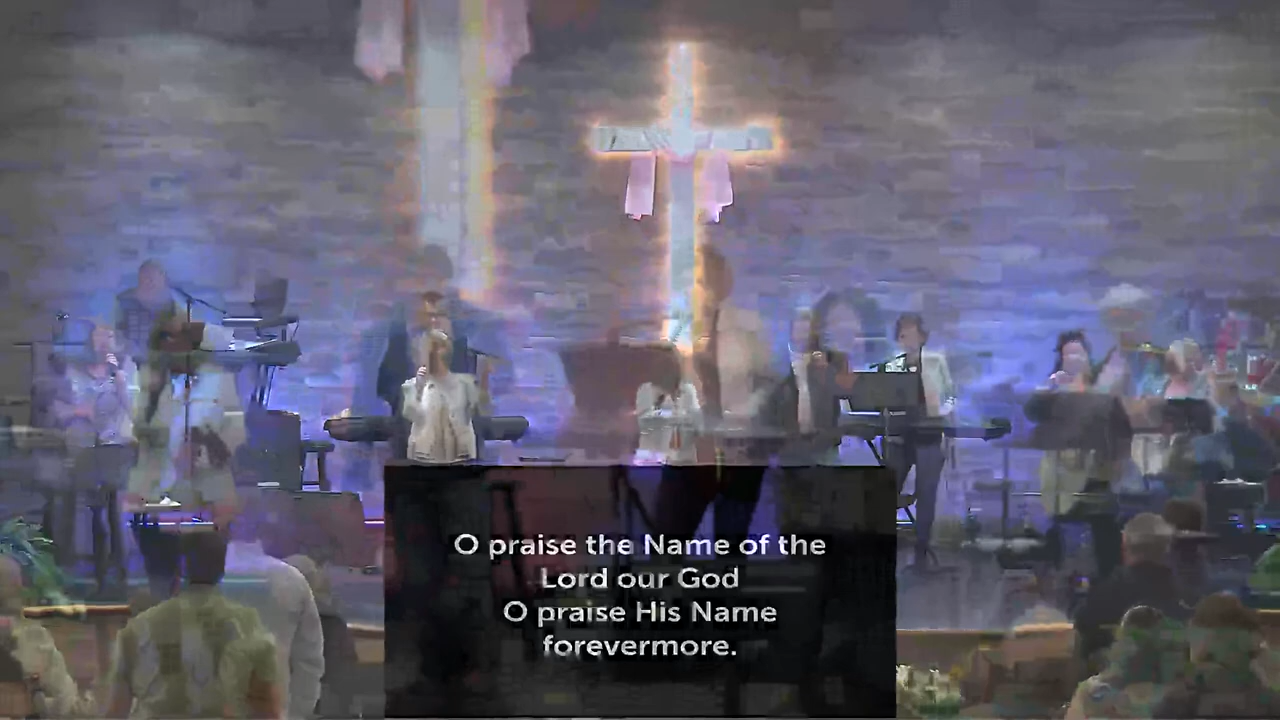 O praise the Name of the
Lord our God
O praise His Name
forevermore.